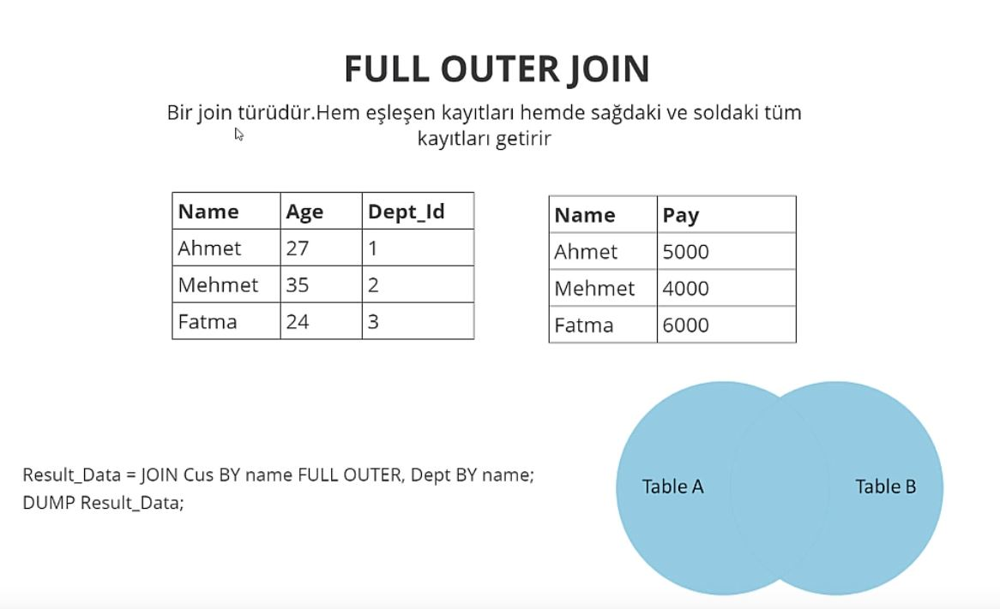 FULL OUTER JOIN
Bir join türüdür.Hem eşleşen kayıtları hemde sağdaki ve soldaki tüm
kayıtları getirir
Name Age Dept_Id
Ahmet 27 1
Mehmet 35 2
Fatma 24 3
Name Pay
Ahmet 5000
Mehmet 4000
Fatma 6000
Result_Data = JOIN Cus BY name FULL OUTER, Dept BY name;
DUMP Result_Data;
Table A
Table B